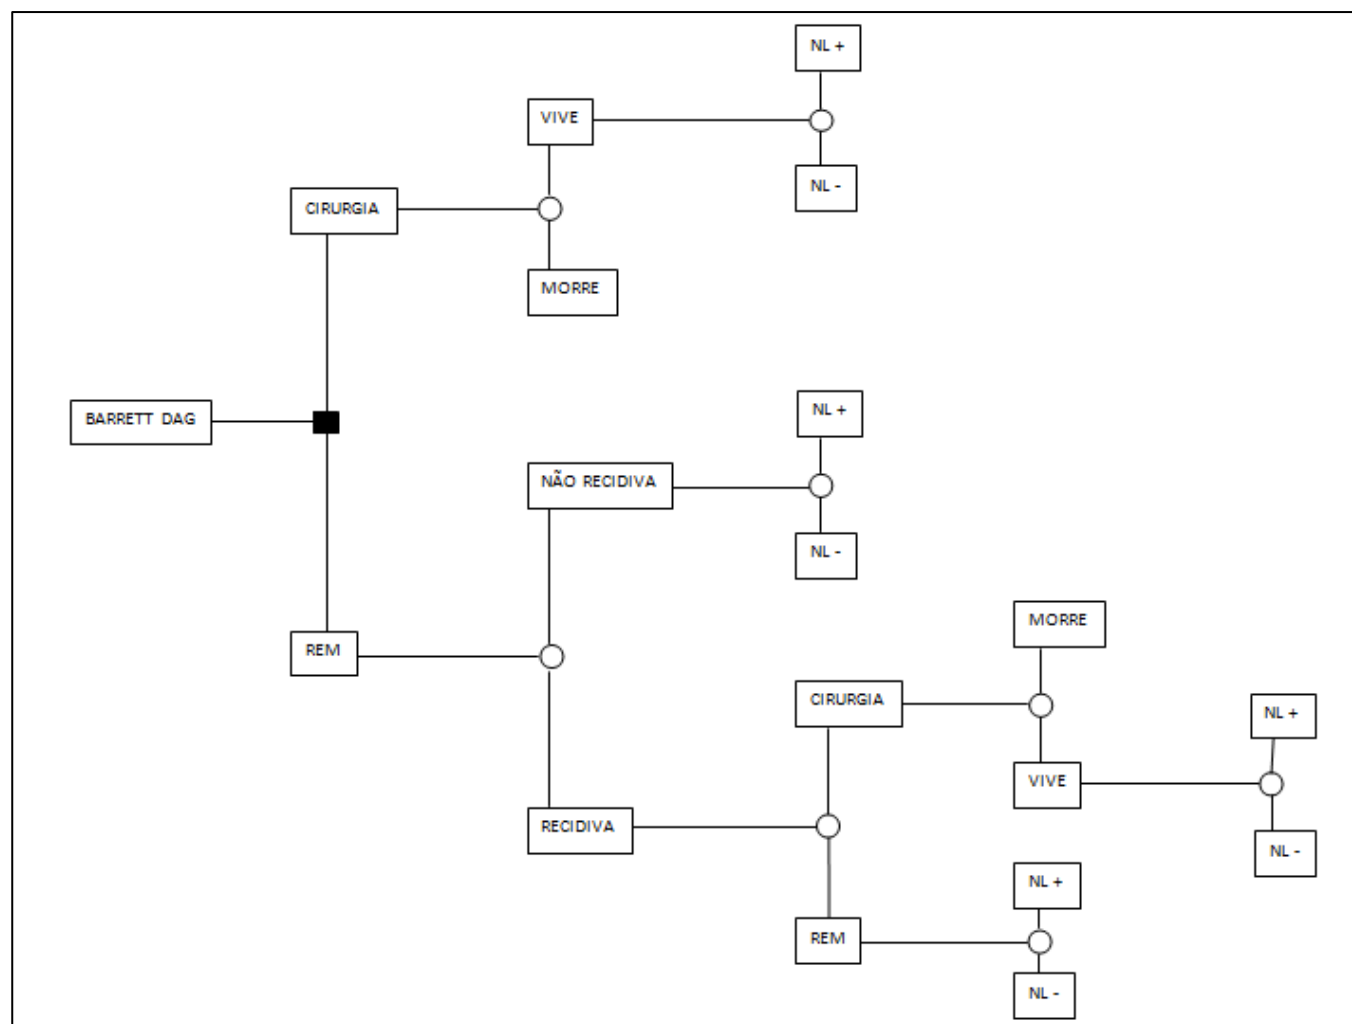 NL +
VIVE
NL -
CIRURGIA
MORRE
NL +
BARRETT DAG
NÃO RECIDIVA
NL -
MORRE
REM
CIRURGIA
NL +
VIVE
RECIDIVA
NL -
NL +
REM
NL -